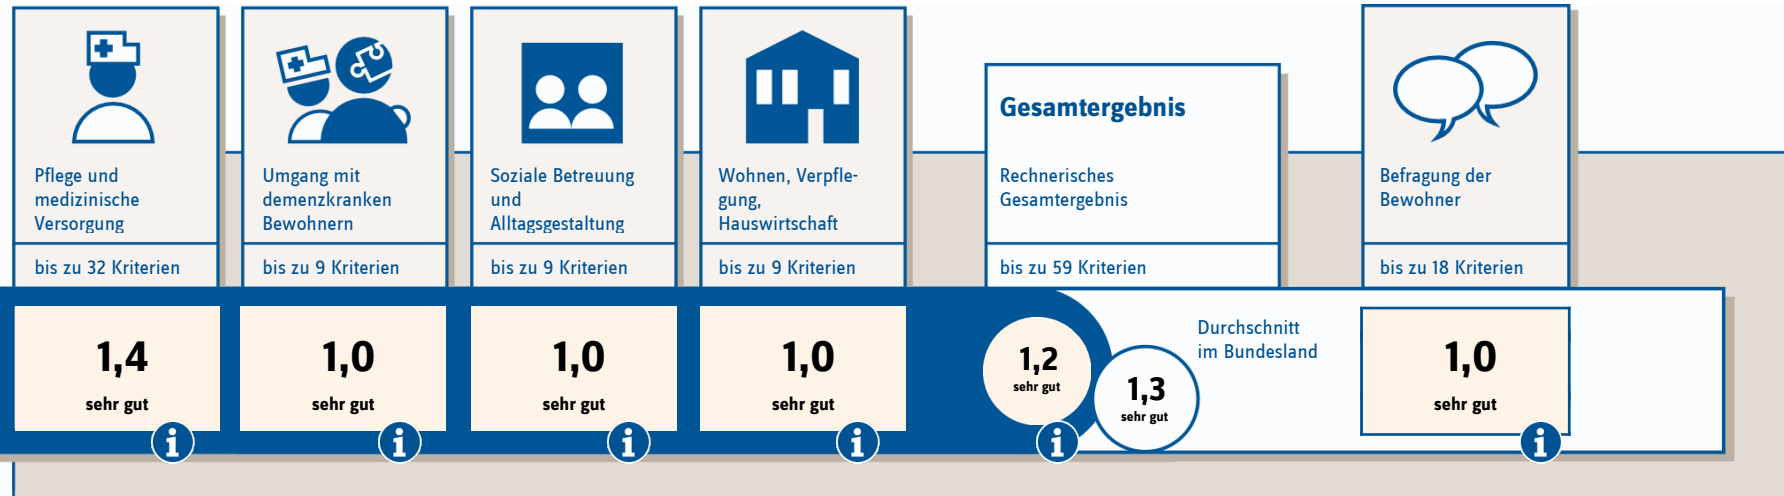 Pflege und
medizinische
Versorgung
bis zu 32 Kriterien
1,4
sehr gut
i
Umgang mit
demenzkranken
Bewohnern
bis zu 9 Kriterien
1,0
sehr gut
i
Soziale Betreuung
und
Alltagsgestaltung
bis zu 9 Kriterien
1,0
sehr gut
i
Wohnen, Verpfle-
gung,
Hauswirtschaft
bis zu 9 Kriterien
1,0
sehr gut
i
Gesamtergebnis
Rechnerisches
Gesamtergebnis
bis zu 59 Kriterien
1,2
sehr gut
i
1,3
sehr gut
Durchschnitt
im Bundesland
Befragung der
Bewohner
bis zu 18 Kriterien
1,0
sehr gut
i